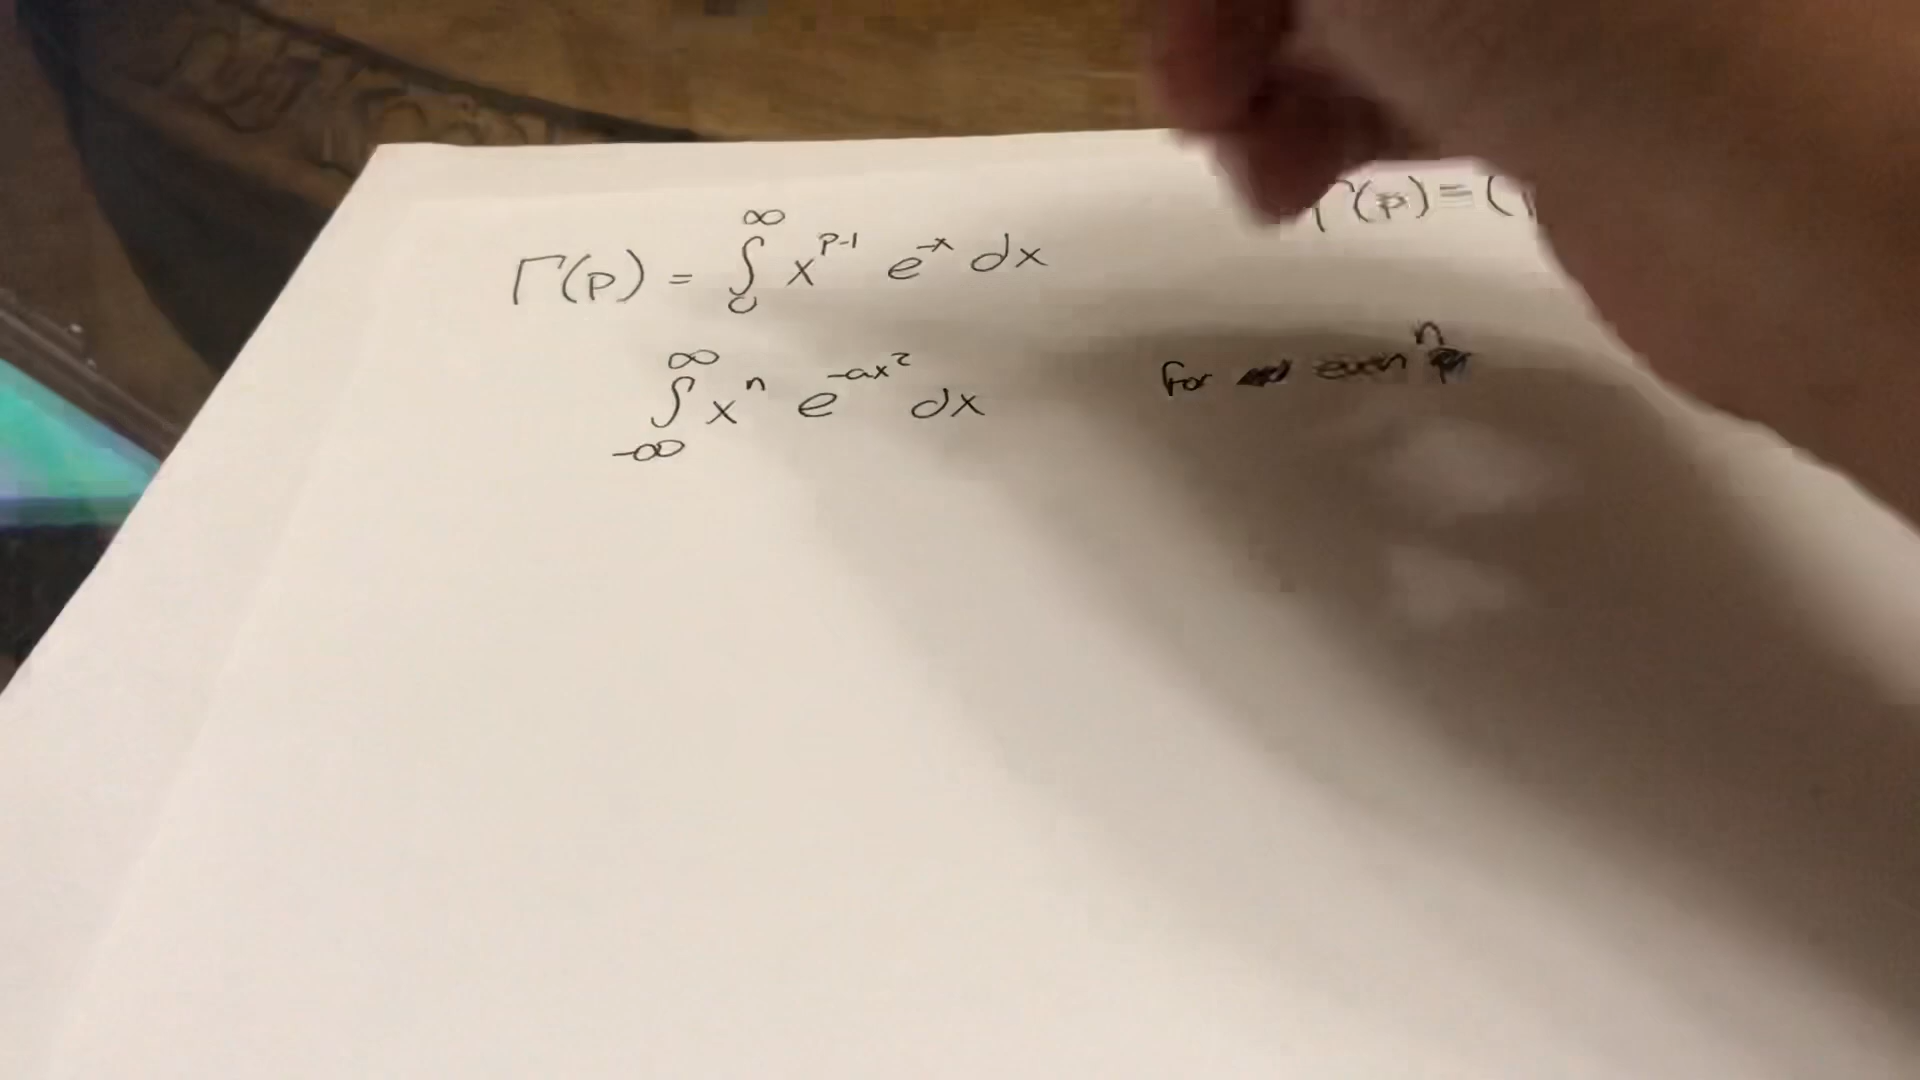 Γ(p) = ∫₀^∞ x^{p-1} e^{-x} dx
Γ(p) = (
∫_{-∞}^∞ x^n e^{-ax²} dx
for even n